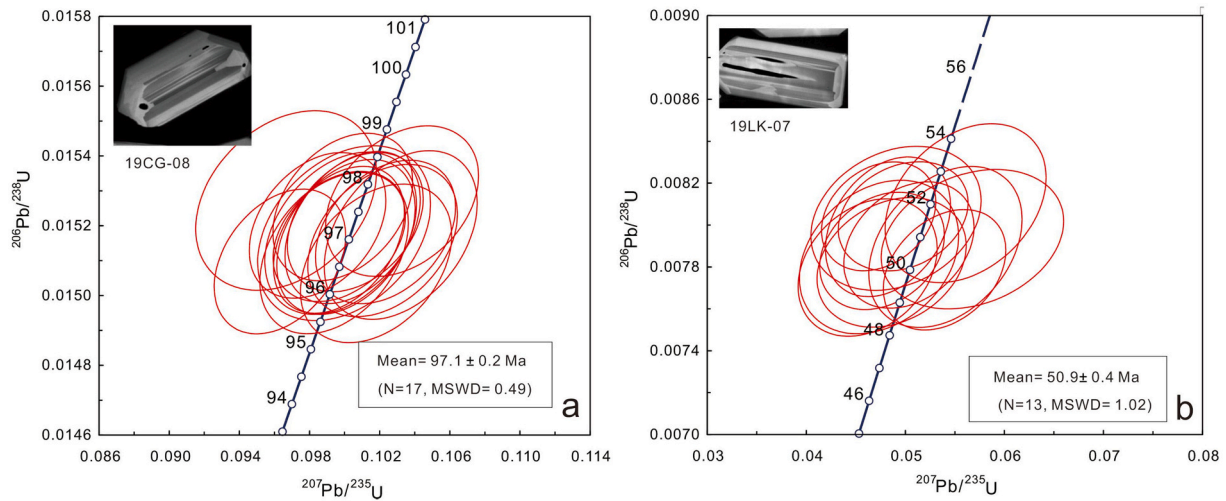 0.0158
0.0156
0.0154
0.0152
0.0150
0.0148
0.0146
²⁰⁶Pb/²³⁸U
19CG-08
101
100
99
98
97
96
95
94
Mean= 97.1 ± 0.2 Ma
(N=17, MSWD= 0.49)
a
0.086 0.090 0.094 0.098 0.102 0.106 0.110 0.114
²⁰⁷Pb/²³⁵U
0.0090
0.0086
0.0082
0.0078
0.0074
0.0070
²⁰⁶Pb/²³⁸U
19LK-07
56
54
52
50
48
46
Mean= 50.9± 0.4 Ma
(N=13, MSWD= 1.02)
b
0.03 0.04 0.05 0.06 0.07 0.08
²⁰⁷Pb/²³⁵U